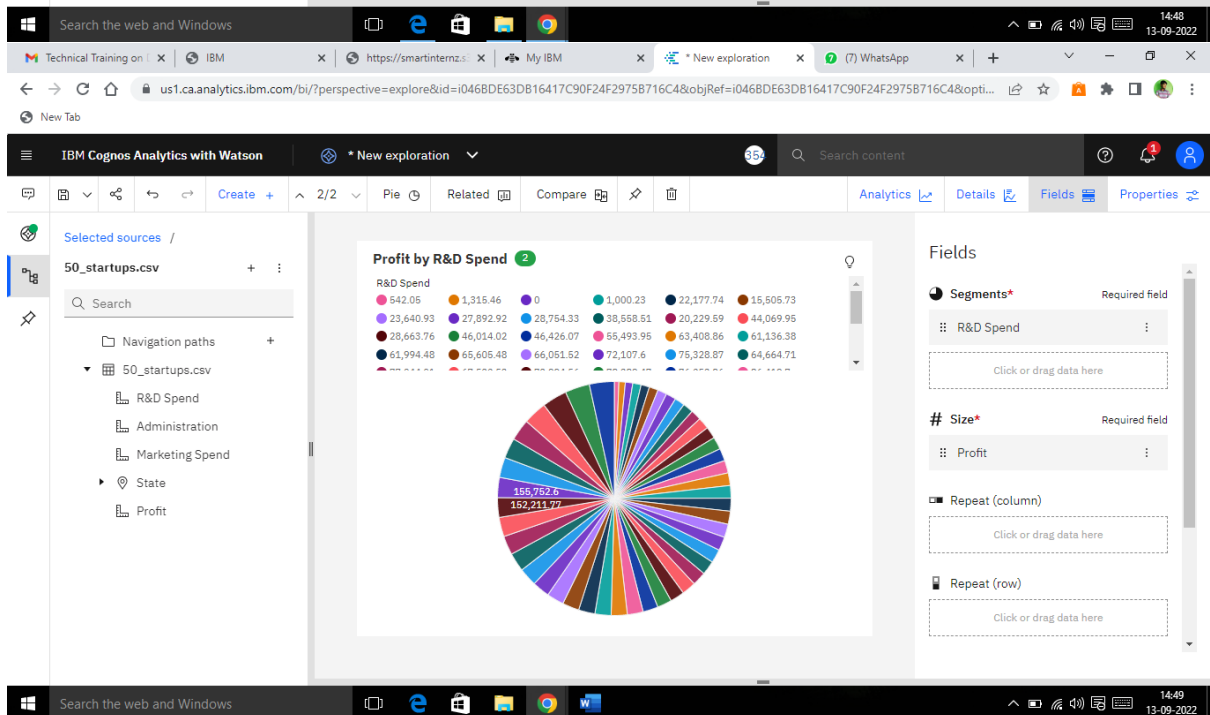 Search the web and Windows
14:48
13-09-2022
Technical Training on
IBM
https://smartinternz.s
My IBM
* New exploration
(7) WhatsApp
us1.ca.analytics.ibm.com/bi/?perspective=explore&id=i046BDE63DB16417C90F24F2975B716C4&objRef=i046BDE63DB16417C90F24F2975B716C4&opti...
New Tab
IBM Cognos Analytics with Watson
* New exploration
354
Search content
1
Create +
2/2
Pie
Related
Compare
Analytics
Details
Fields
Properties
Selected sources /
50_startups.csv
Search
Navigation paths
50_startups.csv
R&D Spend
Administration
Marketing Spend
State
Profit
Profit by R&D Spend 2
R&D Spend
542.05 1,315.46 0 1,000.23 22,177.74 15,505.73
23,640.93 27,892.92 28,754.33 38,558.51 20,229.59 44,069.95
28,663.76 46,014.02 46,426.07 55,493.95 63,408.86 61,136.38
61,994.48 65,605.48 66,051.52 72,107.6 75,328.87 64,664.71
155,752.6
152,211.77
Fields
Segments* Required field
R&D Spend
Click or drag data here
# Size* Required field
Profit
Repeat (column)
Click or drag data here
Repeat (row)
Click or drag data here
Search the web and Windows
14:49
13-09-2022